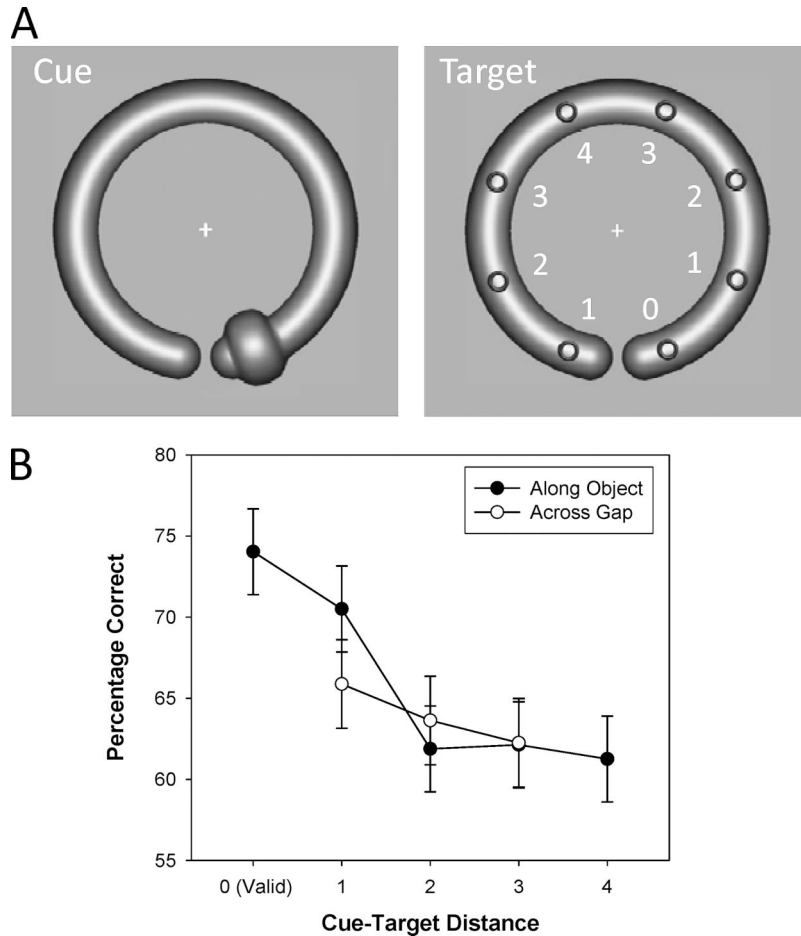 A
Cue
Target
4 3
3 2
2 1
1 0
B
80
75
70
65
60
55
Percentage Correct
Along Object
Across Gap
0 (Valid) 1 2 3 4
Cue-Target Distance